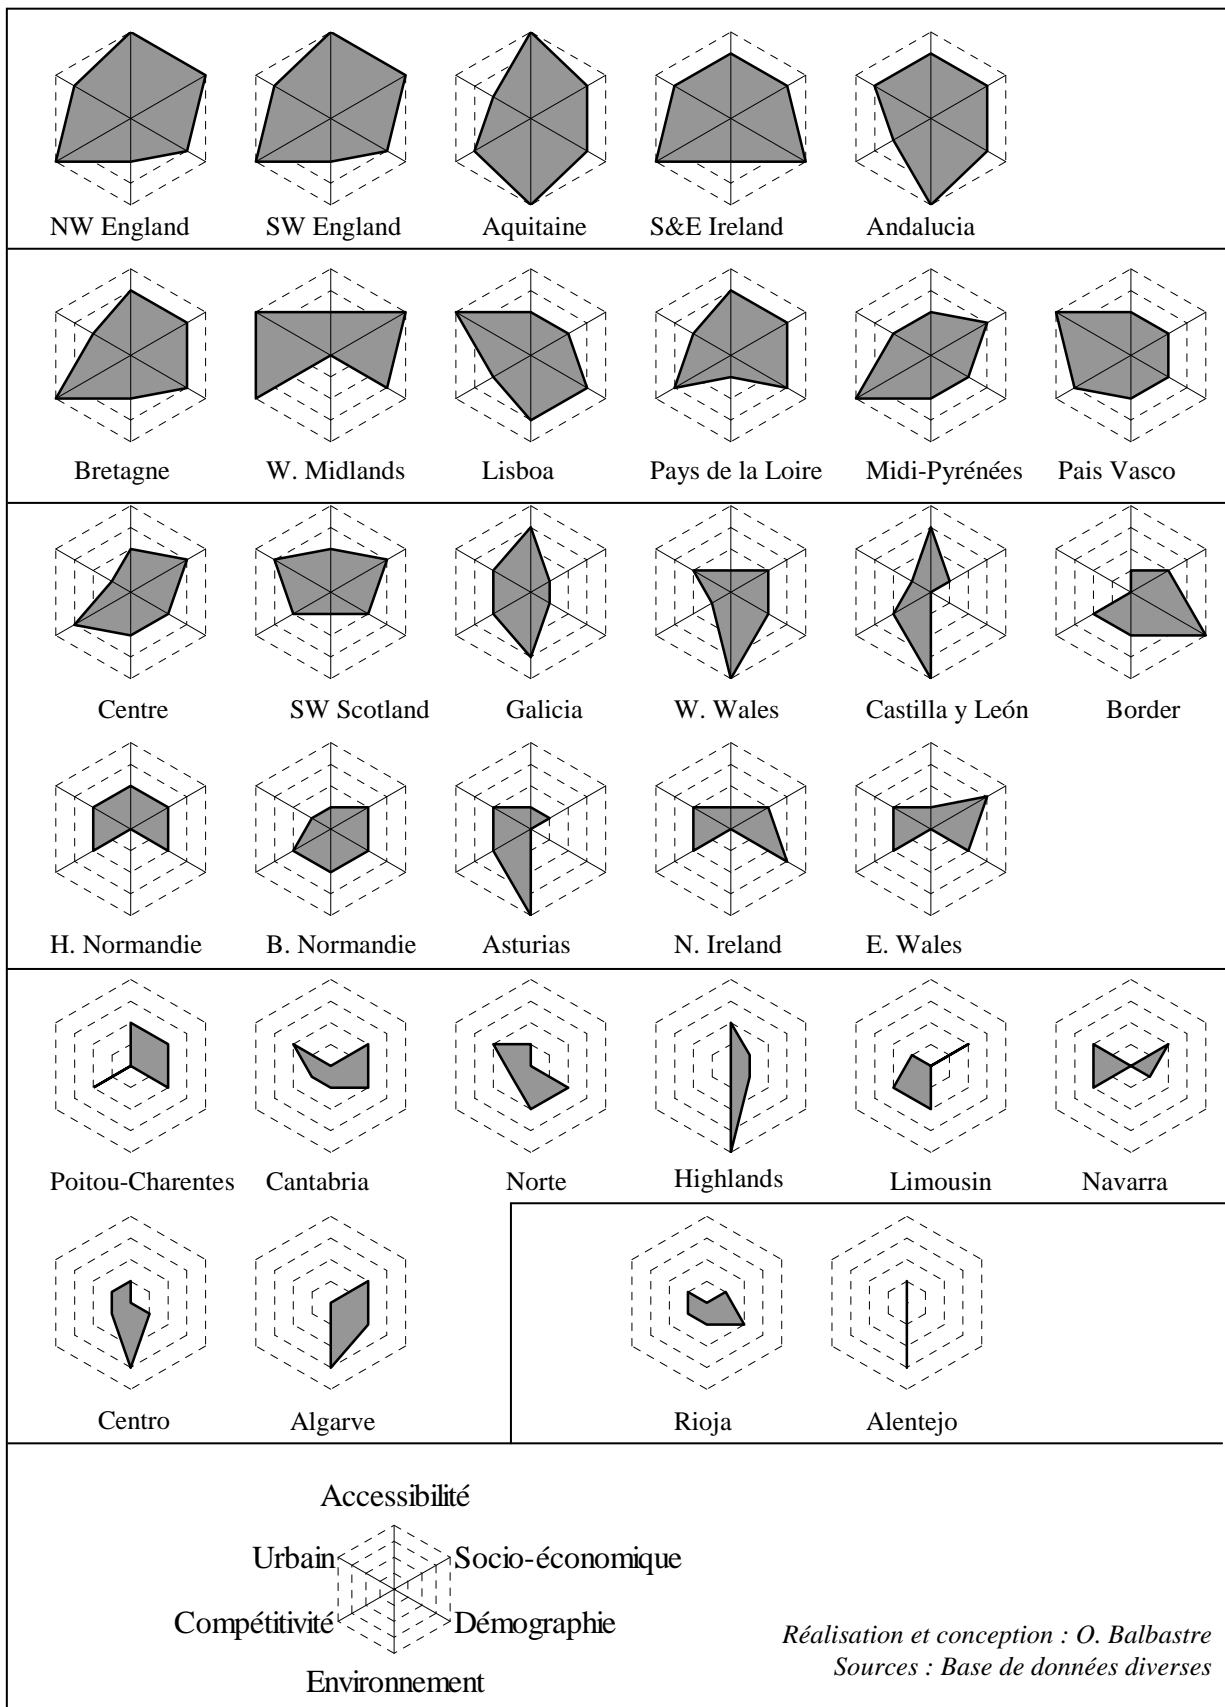 NW England
SW England
Aquitaine
S&E Ireland
Andalucia
Bretagne
W. Midlands
Lisboa
Pays de la Loire
Midi-Pyrénées
Pais Vasco
Centre
SW Scotland
Galicia
W. Wales
Castilla y León
Border
H. Normandie
B. Normandie
Asturias
N. Ireland
E. Wales
Poitou-Charentes
Cantabria
Norte
Highlands
Limousin
Navarra
Centro
Algarve
Rioja
Alentejo
Accessibilité
Urbain
Socio-économique
Compétitivité
Démographie
Environnement
Réalisation et conception : O. Balbastre
Sources : Base de données diverses